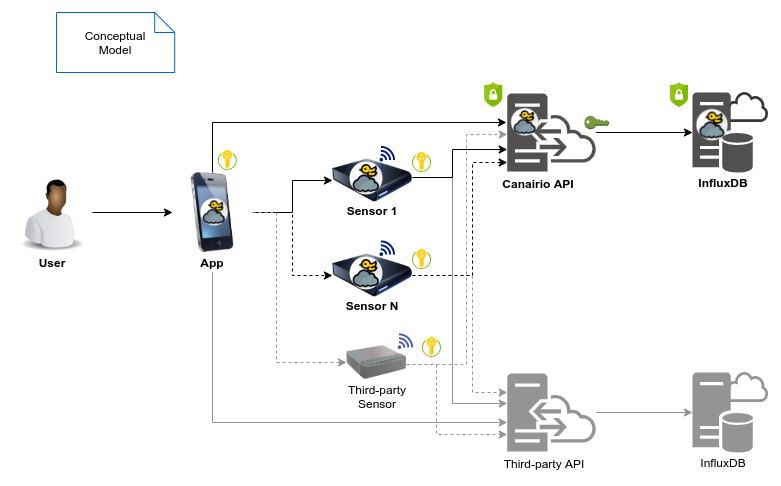 Conceptual
Model
Canairio API
InfluxDB
Sensor 1
User
App
Sensor N
Third-party
Sensor
Third-party API
InfluxDB